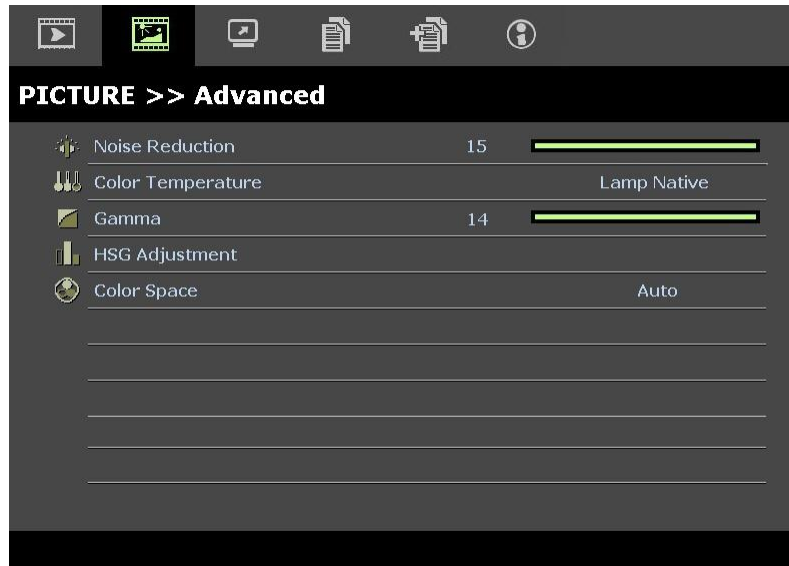 PICTURE >> Advanced
Noise Reduction 15
Color Temperature Lamp Native
Gamma 14
HSG Adjustment
Color Space Auto